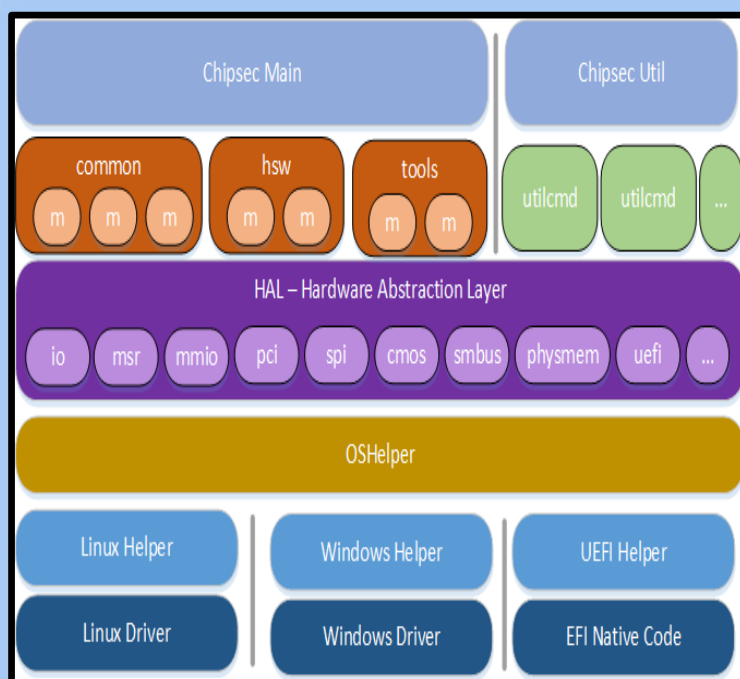 Chipsec Main
Chipsec Util
common
hsw
tools
m
m
m
m
m
m
m
utilcmd
utilcmd
...
HAL – Hardware Abstraction Layer
io
msr
mmio
pci
spi
cmos
smbus
physmem
uefi
...
OSHelper
Linux Helper
Windows Helper
UEFI Helper
Linux Driver
Windows Driver
EFI Native Code